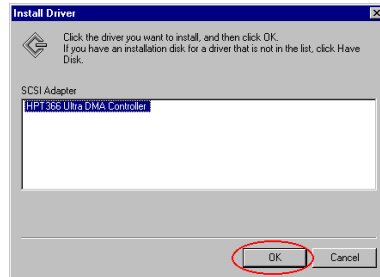 Install Driver
Click the driver you want to install, and then click OK.
If you have an installation disk for a driver that is not in the list, click Have
Disk.
SCSI Adapter
HPT366 Ultra DMA Controller
OK
Cancel